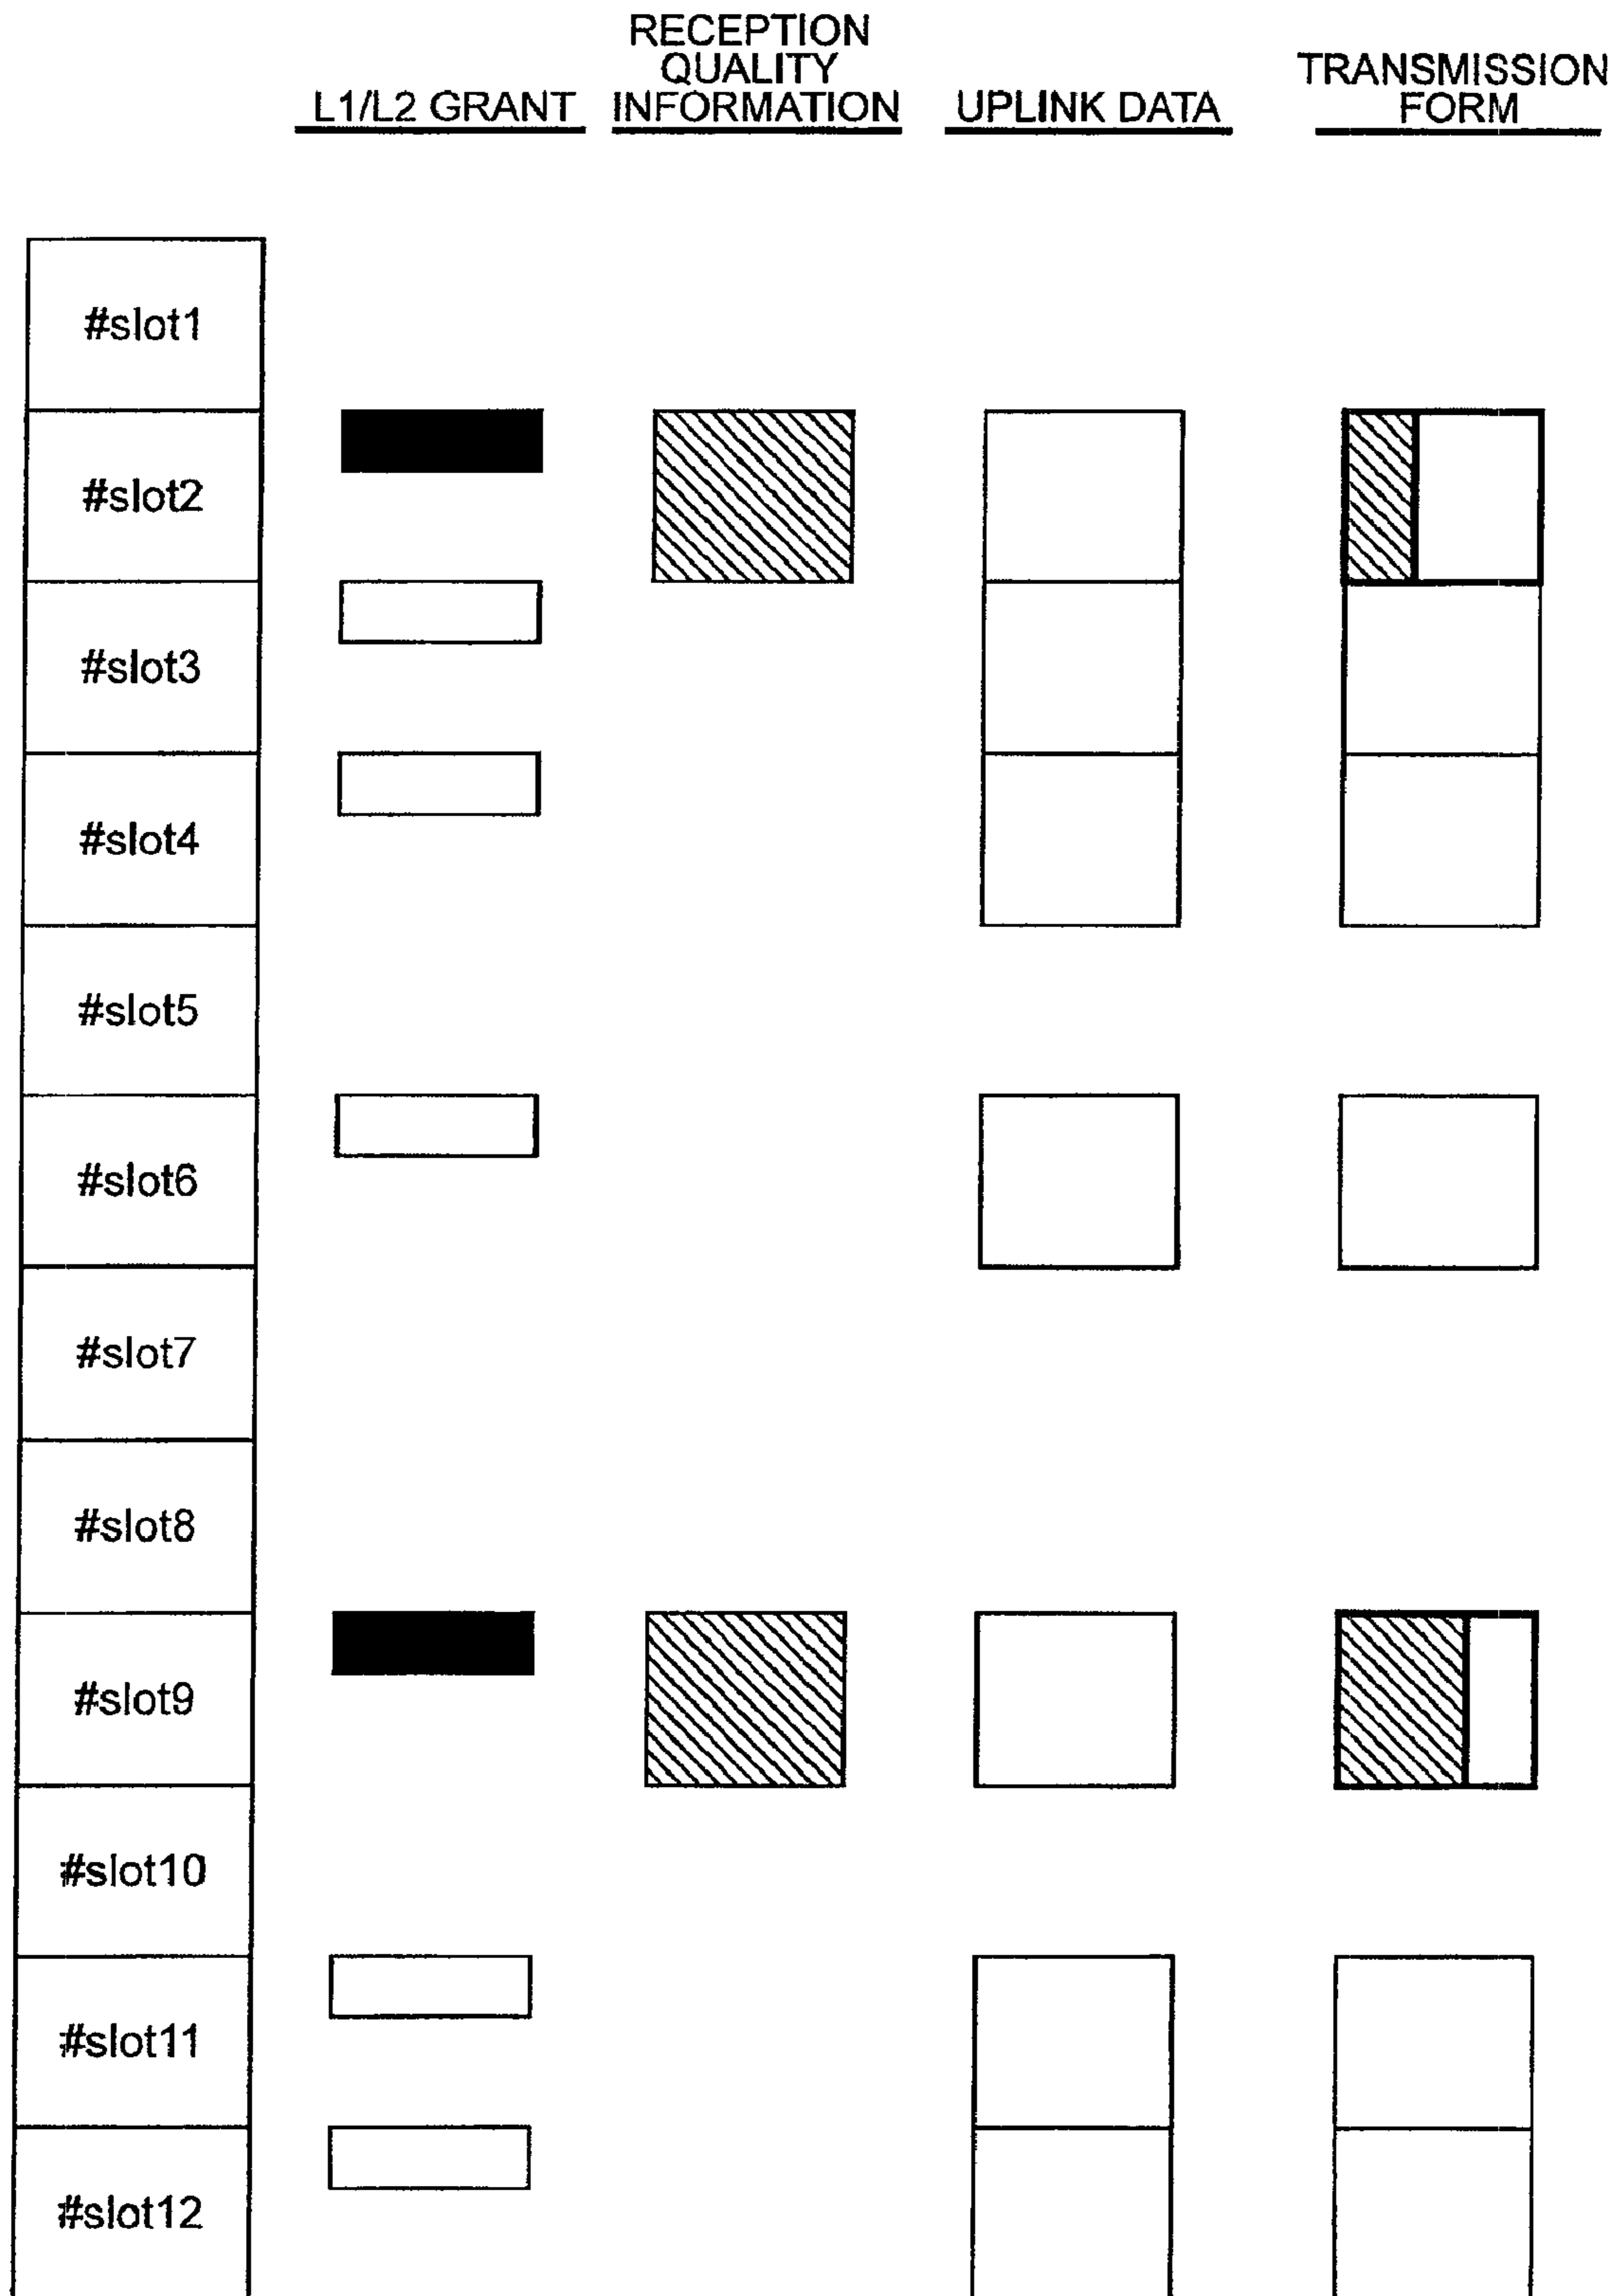 RECEPTION
QUALITY
INFORMATION
L1/L2 GRANT
UPLINK DATA
TRANSMISSION
FORM
#slot1
#slot2
#slot3
#slot4
#slot5
#slot6
#slot7
#slot8
#slot9
#slot10
#slot11
#slot12